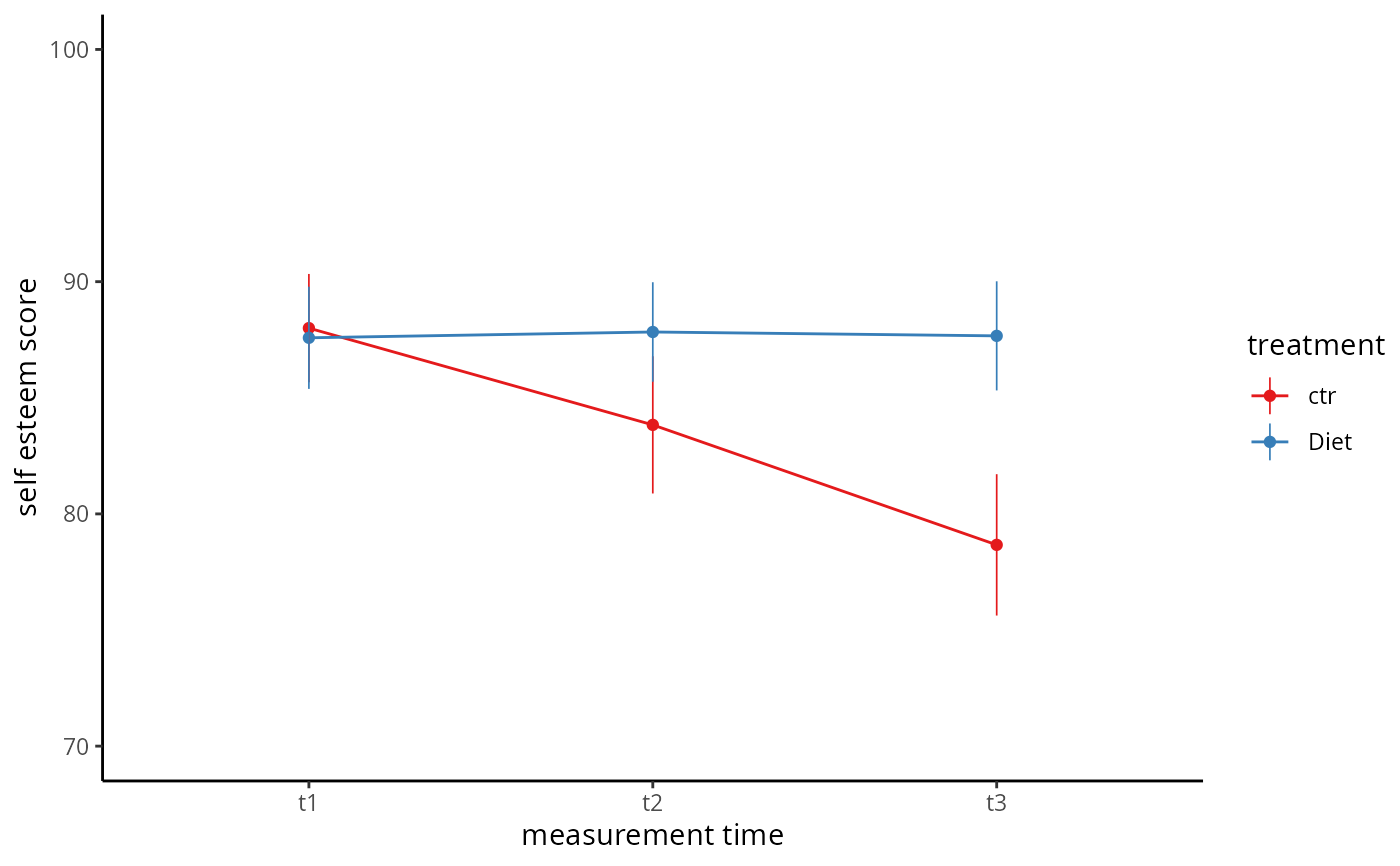 100
90
80
70
self esteem score
t1 t2 t3
measurement time
treatment
ctr
Diet